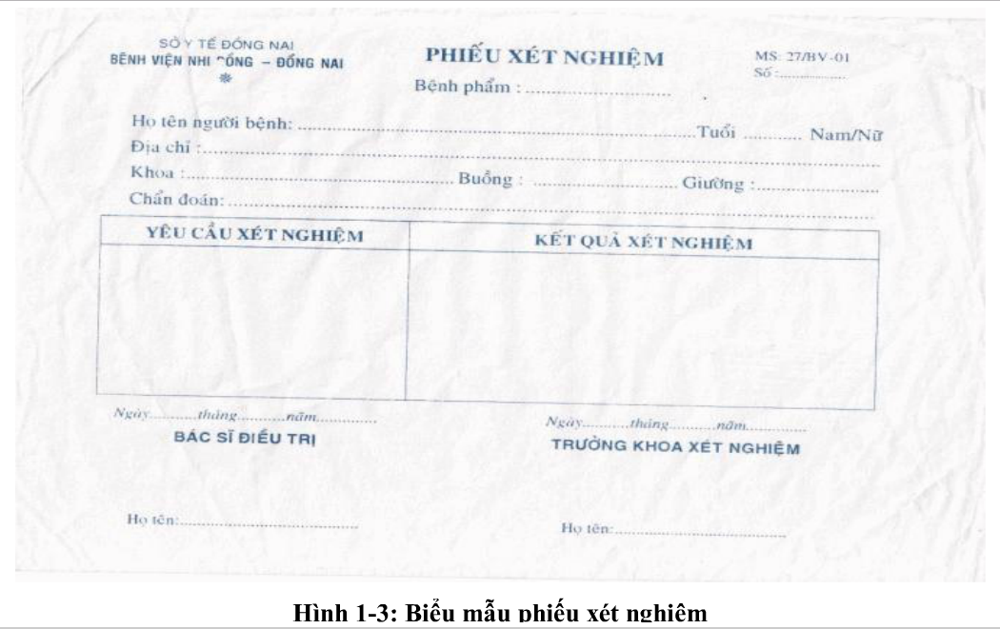 SỞ Y TẾ ĐỒNG NAI
BỆNH VIỆN NHI ĐỒNG – ĐỒNG NAI
PHIẾU XÉT NGHIỆM
MS: 27/BV-01
Số :..................
Bệnh phẩm : ..............................
Họ tên người bệnh: ........................................Tuổi ........... Nam/Nữ
Địa chỉ :............................................................
Khoa :.............................. Buồng : .............................. Giường :..............................
Chẩn đoán:............................................................
YÊU CẦU XÉT NGHIỆM
KẾT QUẢ XÉT NGHIỆM
Ngày...........tháng...........năm..............
BÁC SĨ ĐIỀU TRỊ
Ngày...........tháng...........năm..............
TRƯỞNG KHOA XÉT NGHIỆM
Họ tên:..............................
Họ tên:..............................
Hình 1-3: Biểu mẫu phiếu xét nghiệm